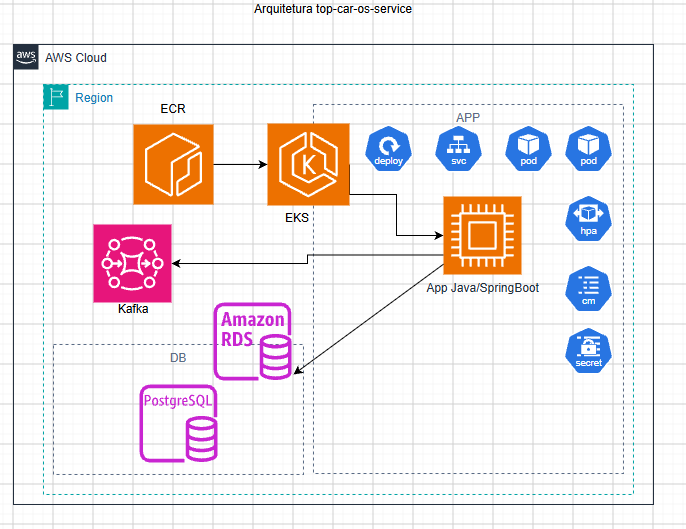 Arquitetura top-car-os-service
aws
AWS Cloud
Region
ECR
APP
deploy
svc
pod
pod
K
EKS
hpa
App Java/SpringBoot
Kafka
cm
Amazon
RDS
secret
DB
PostgreSQL